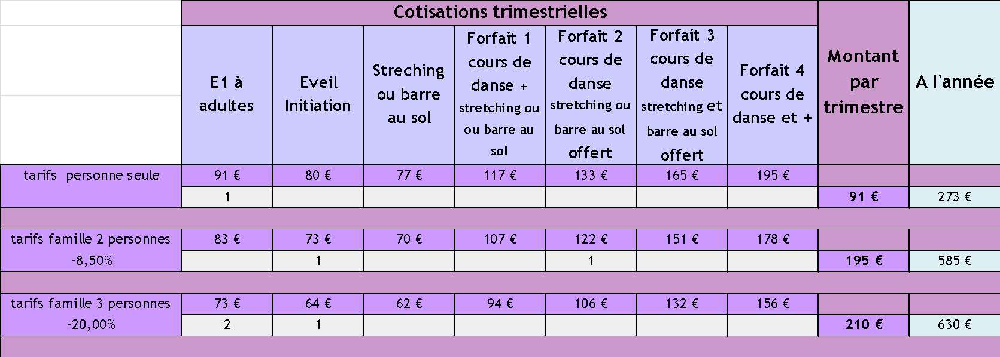 Cotisations trimestrielles
E1 à
adultes
Eveil
Initiation
Streching
ou barre
au sol
Forfait 1
cours de
danse +
stretching ou
ou barre au
sol
Forfait 2
cours de
danse
stretching ou
barre au sol
offert
Forfait 3
cours de
danse
stretching et
barre au sol
offert
Forfait 4
cours de
danse et +
Montant
par
trimestre
A l'année
tarifs personne seule 91 € 80 € 77 € 117 € 133 € 165 € 195 €
1 91 € 273 €
tarifs famille 2 personnes 83 € 73 € 70 € 107 € 122 € 151 € 178 €
-8,50% 1 1 195 € 585 €
tarifs famille 3 personnes 73 € 64 € 62 € 94 € 106 € 132 € 156 €
-20,00% 2 1 210 € 630 €